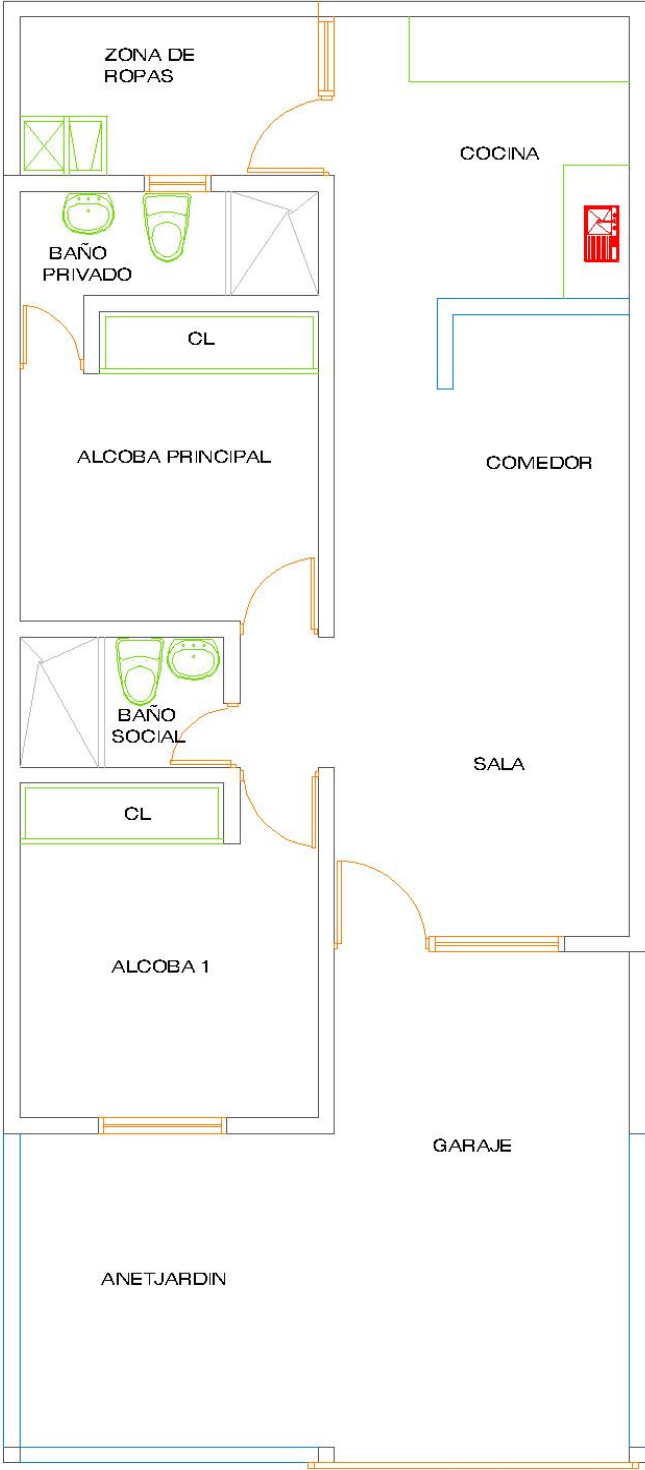 ZONA DE
ROPAS
COCINA
BAÑO
PRIVADO
CL
ALCOBA PRINCIPAL
COMEDOR
BAÑO
SOCIAL
SALA
CL
ALCOBA 1
GARAJE
ANETJARDIN